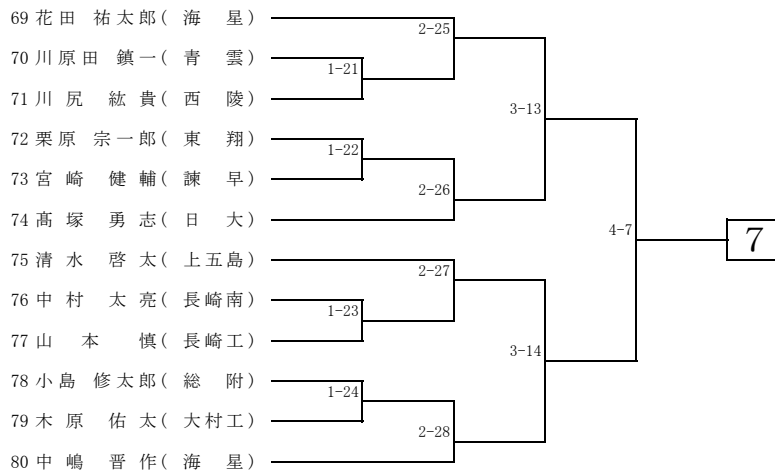 69 花田 祐太郎( 海 星)
2-25
70 川原田 鎮一( 青 雲)
1-21
71 川 尻 紘 貴( 西 陵)
3-13
72 栗原 宗一郎( 東 翔)
1-22
73 宮 崎 健 輔( 諫 早)
2-26
74 髙 塚 勇 志( 日 大)
4-7
7
75 清 水 啓 太( 上五島)
2-27
76 中 村 太 亮( 長崎南)
1-23
77 山 本 慎( 長崎工)
3-14
78 小島 修太郎( 総 附)
1-24
79 木 原 佑 太( 大村工)
2-28
80 中 嶋 晋 作( 海 星)